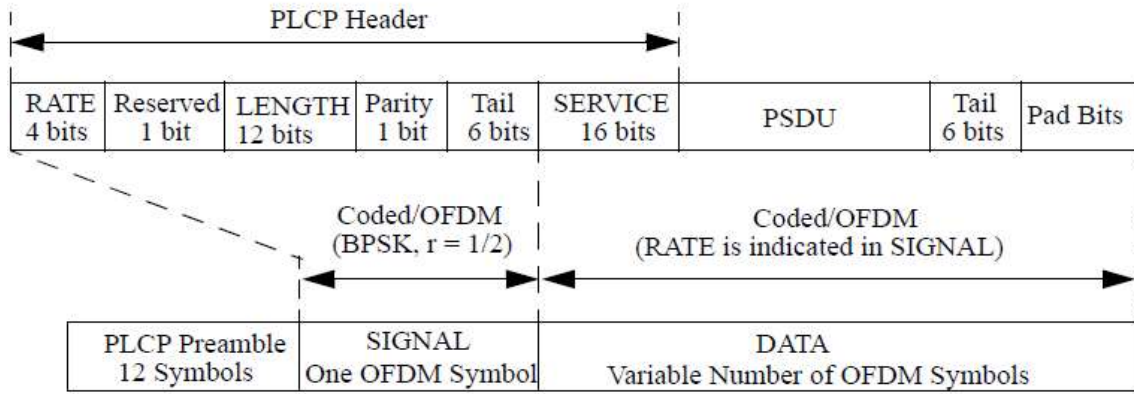 PLCP Header
RATE Reserved LENGTH Parity Tail SERVICE PSDU Tail Pad Bits
4 bits 1 bit 12 bits 1 bit 6 bits 16 bits 6 bits
Coded/OFDM Coded/OFDM
(BPSK, r = 1/2) (RATE is indicated in SIGNAL)
PLCP Preamble SIGNAL DATA
12 Symbols One OFDM Symbol Variable Number of OFDM Symbols